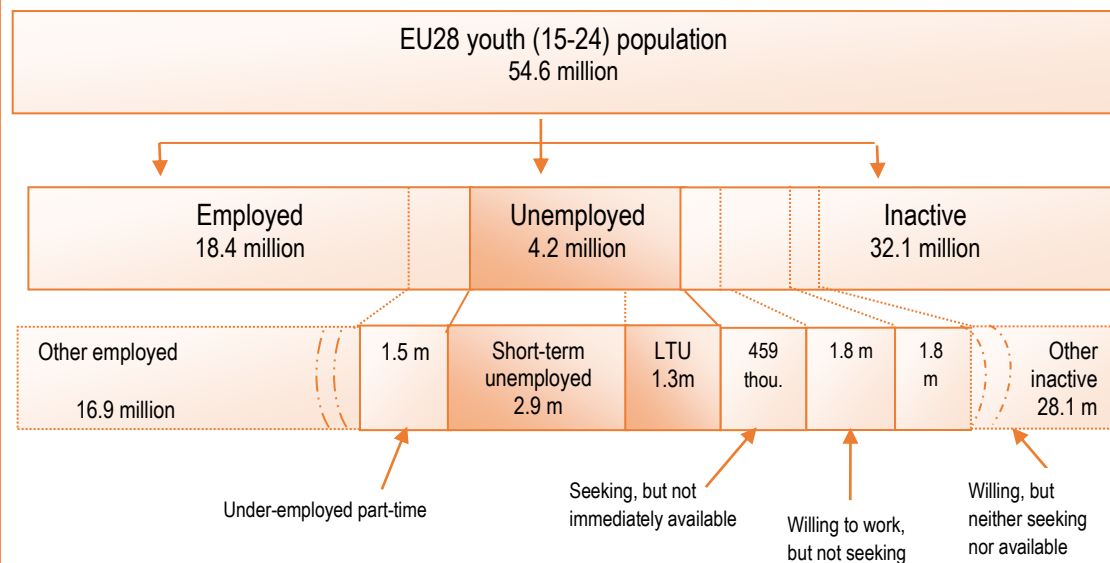 EU28 youth (15-24) population
54.6 million
Employed
18.4 million
Unemployed
4.2 million
Inactive
32.1 million
Other employed
16.9 million
1.5 m
Short-term
unemployed
2.9 m
LTU
1.3m
459
thou.
1.8 m
1.8
m
Other
inactive
28.1 m
Under-employed part-time
Seeking, but not
immediately available
Willing to work,
but not seeking
Willing, but
neither seeking
nor available